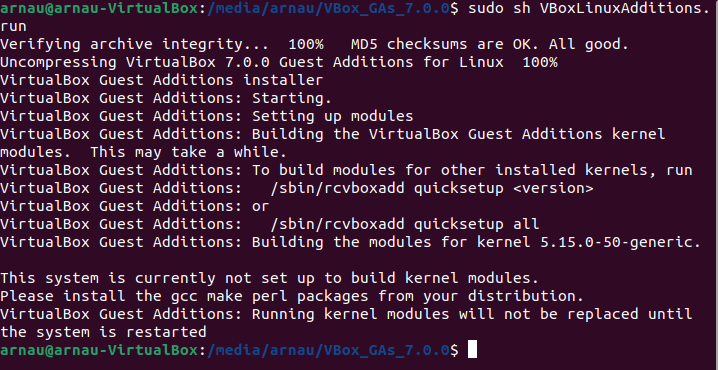 arnau@arnau-VirtualBox:/media/arnau/VBox_GAs_7.0.0$ sudo sh VBoxLinuxAdditions.
run
Verifying archive integrity...  100%   MD5 checksums are OK. All good.
Uncompressing VirtualBox 7.0.0 Guest Additions for Linux  100%
VirtualBox Guest Additions installer
VirtualBox Guest Additions: Starting.
VirtualBox Guest Additions: Setting up modules
VirtualBox Guest Additions: Building the VirtualBox Guest Additions kernel
modules.  This may take a while.
VirtualBox Guest Additions: To build modules for other installed kernels, run
VirtualBox Guest Additions:   /sbin/rcvboxadd quicksetup <version>
VirtualBox Guest Additions: or
VirtualBox Guest Additions:   /sbin/rcvboxadd quicksetup all
VirtualBox Guest Additions: Building the modules for kernel 5.15.0-50-generic.

This system is currently not set up to build kernel modules.
Please install the gcc make perl packages from your distribution.
VirtualBox Guest Additions: Running kernel modules will not be replaced until
the system is restarted
arnau@arnau-VirtualBox:/media/arnau/VBox_GAs_7.0.0$